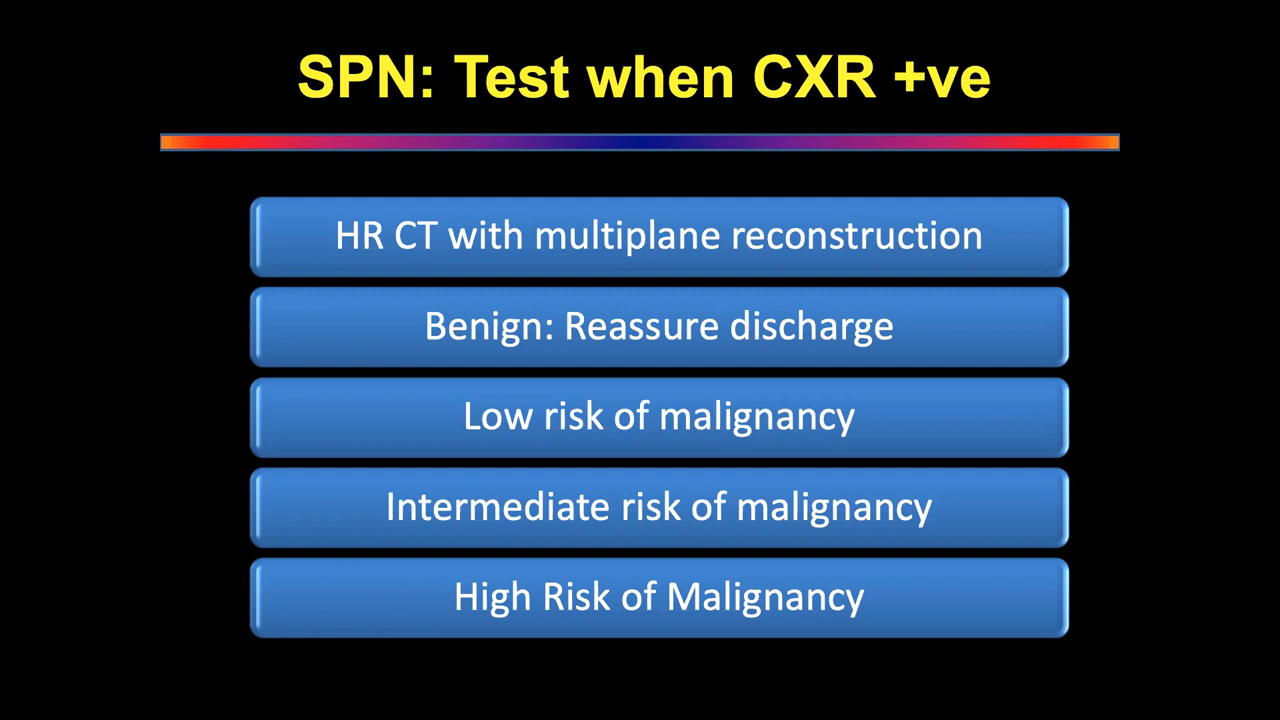 SPN: Test when CXR +ve
HR CT with multiplane reconstruction
Benign: Reassure discharge
Low risk of malignancy
Intermediate risk of malignancy
High Risk of Malignancy